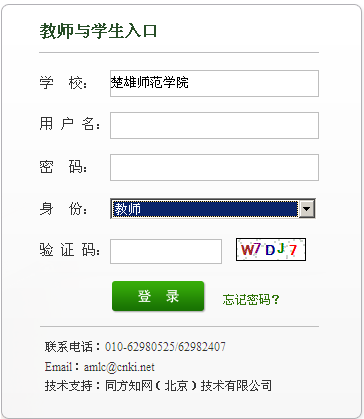 教师与学生入口
学 校: 楚雄师范学院
用 户 名:
密 码:
身 份: 教师
验 证 码: W7DJ7
登 录 忘记密码?
联系电话：010-62980525/62982407
Email：amlc@cnki.net
技术支持：同方知网（北京）技术有限公司